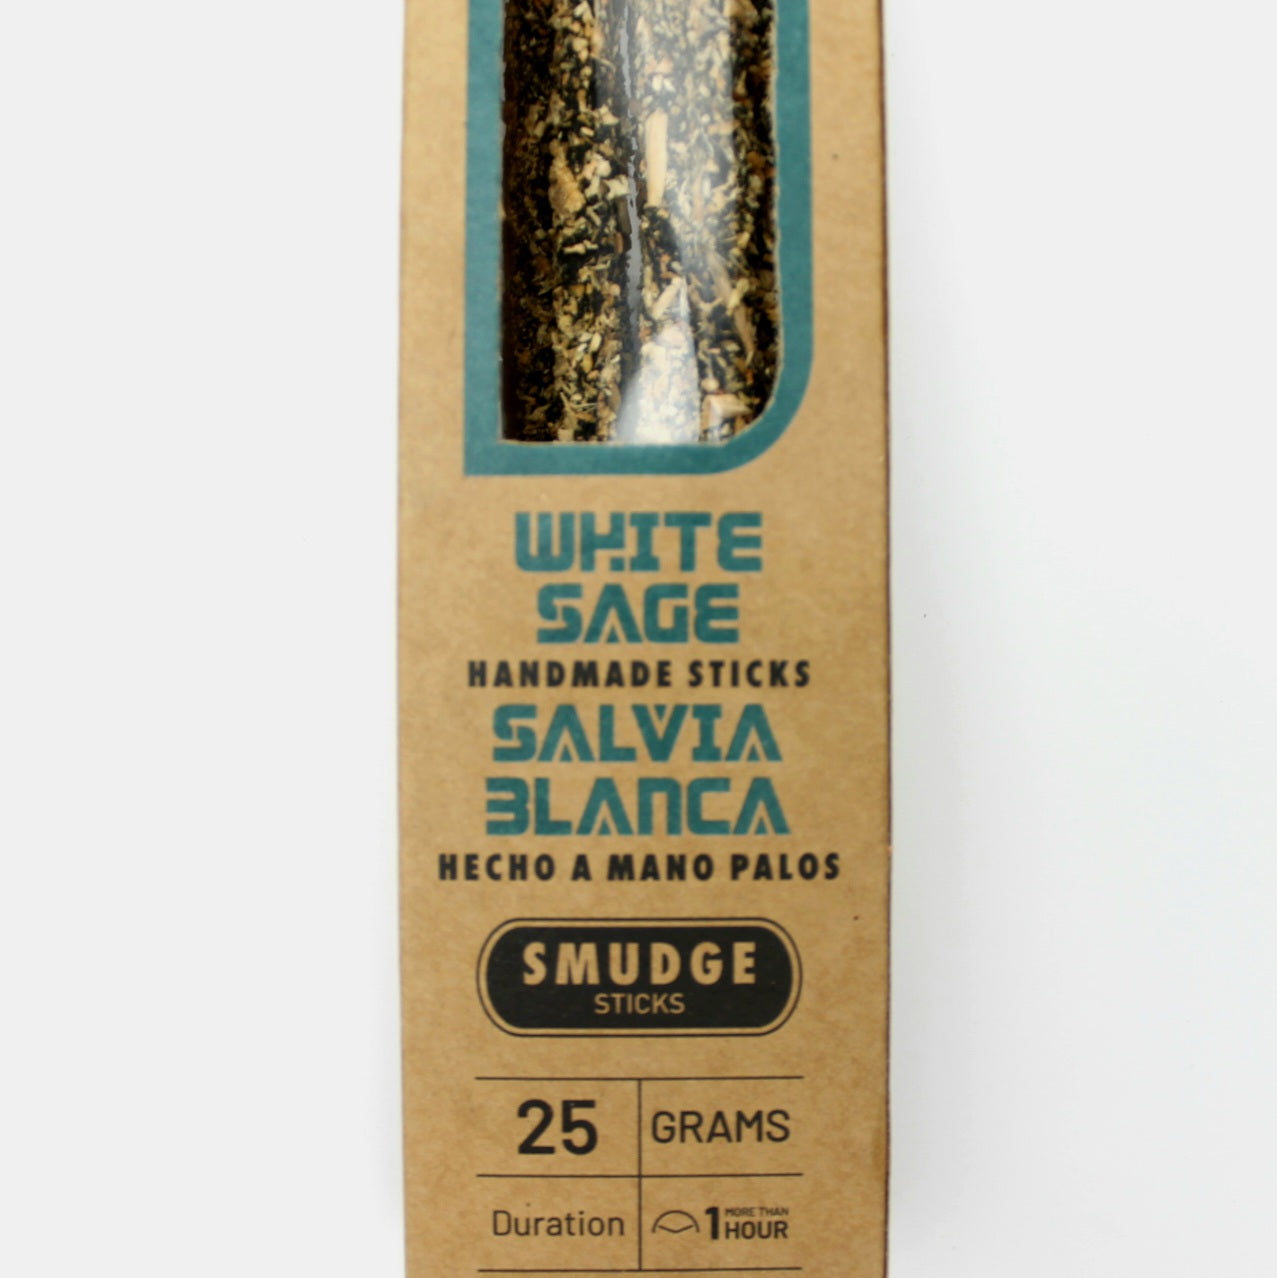 WHITE
SAGE
HANDMADE STICKS
SALVIA
BLANCA
HECHO A MANO PALOS
SMUDGE
STICKS
25 GRAMS
Duration 1 MORE THAN HOUR